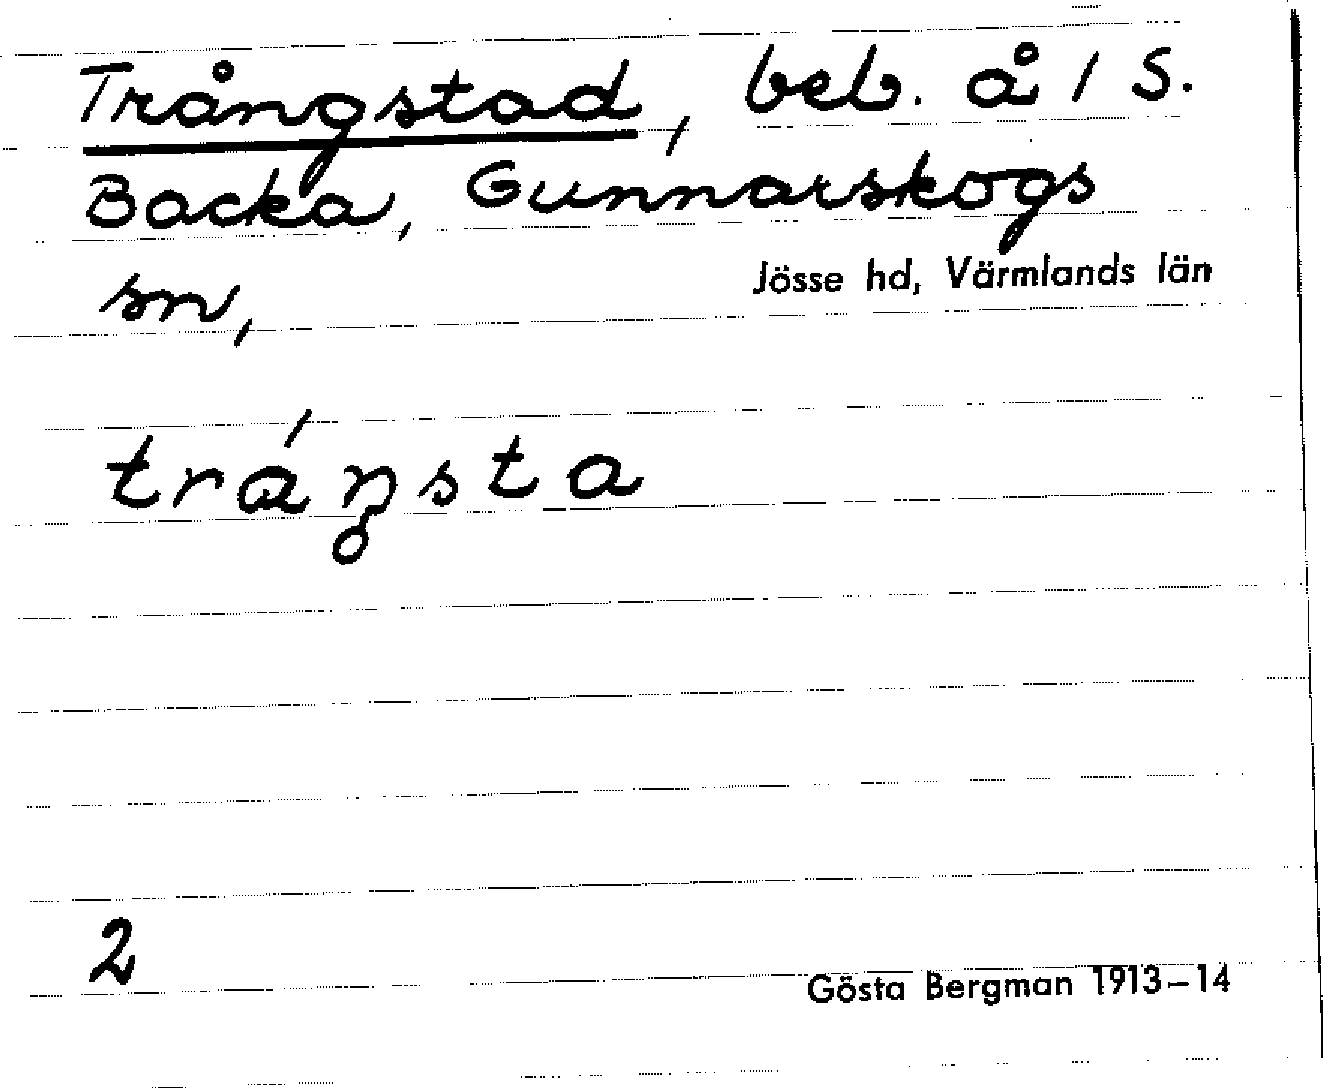 Trångstad, beb. å 1 S.
Backa, Gunnarskogs
sn,
Jösse hd, Värmlands län
tráŋsta
2
Gösta Bergman 1913–14